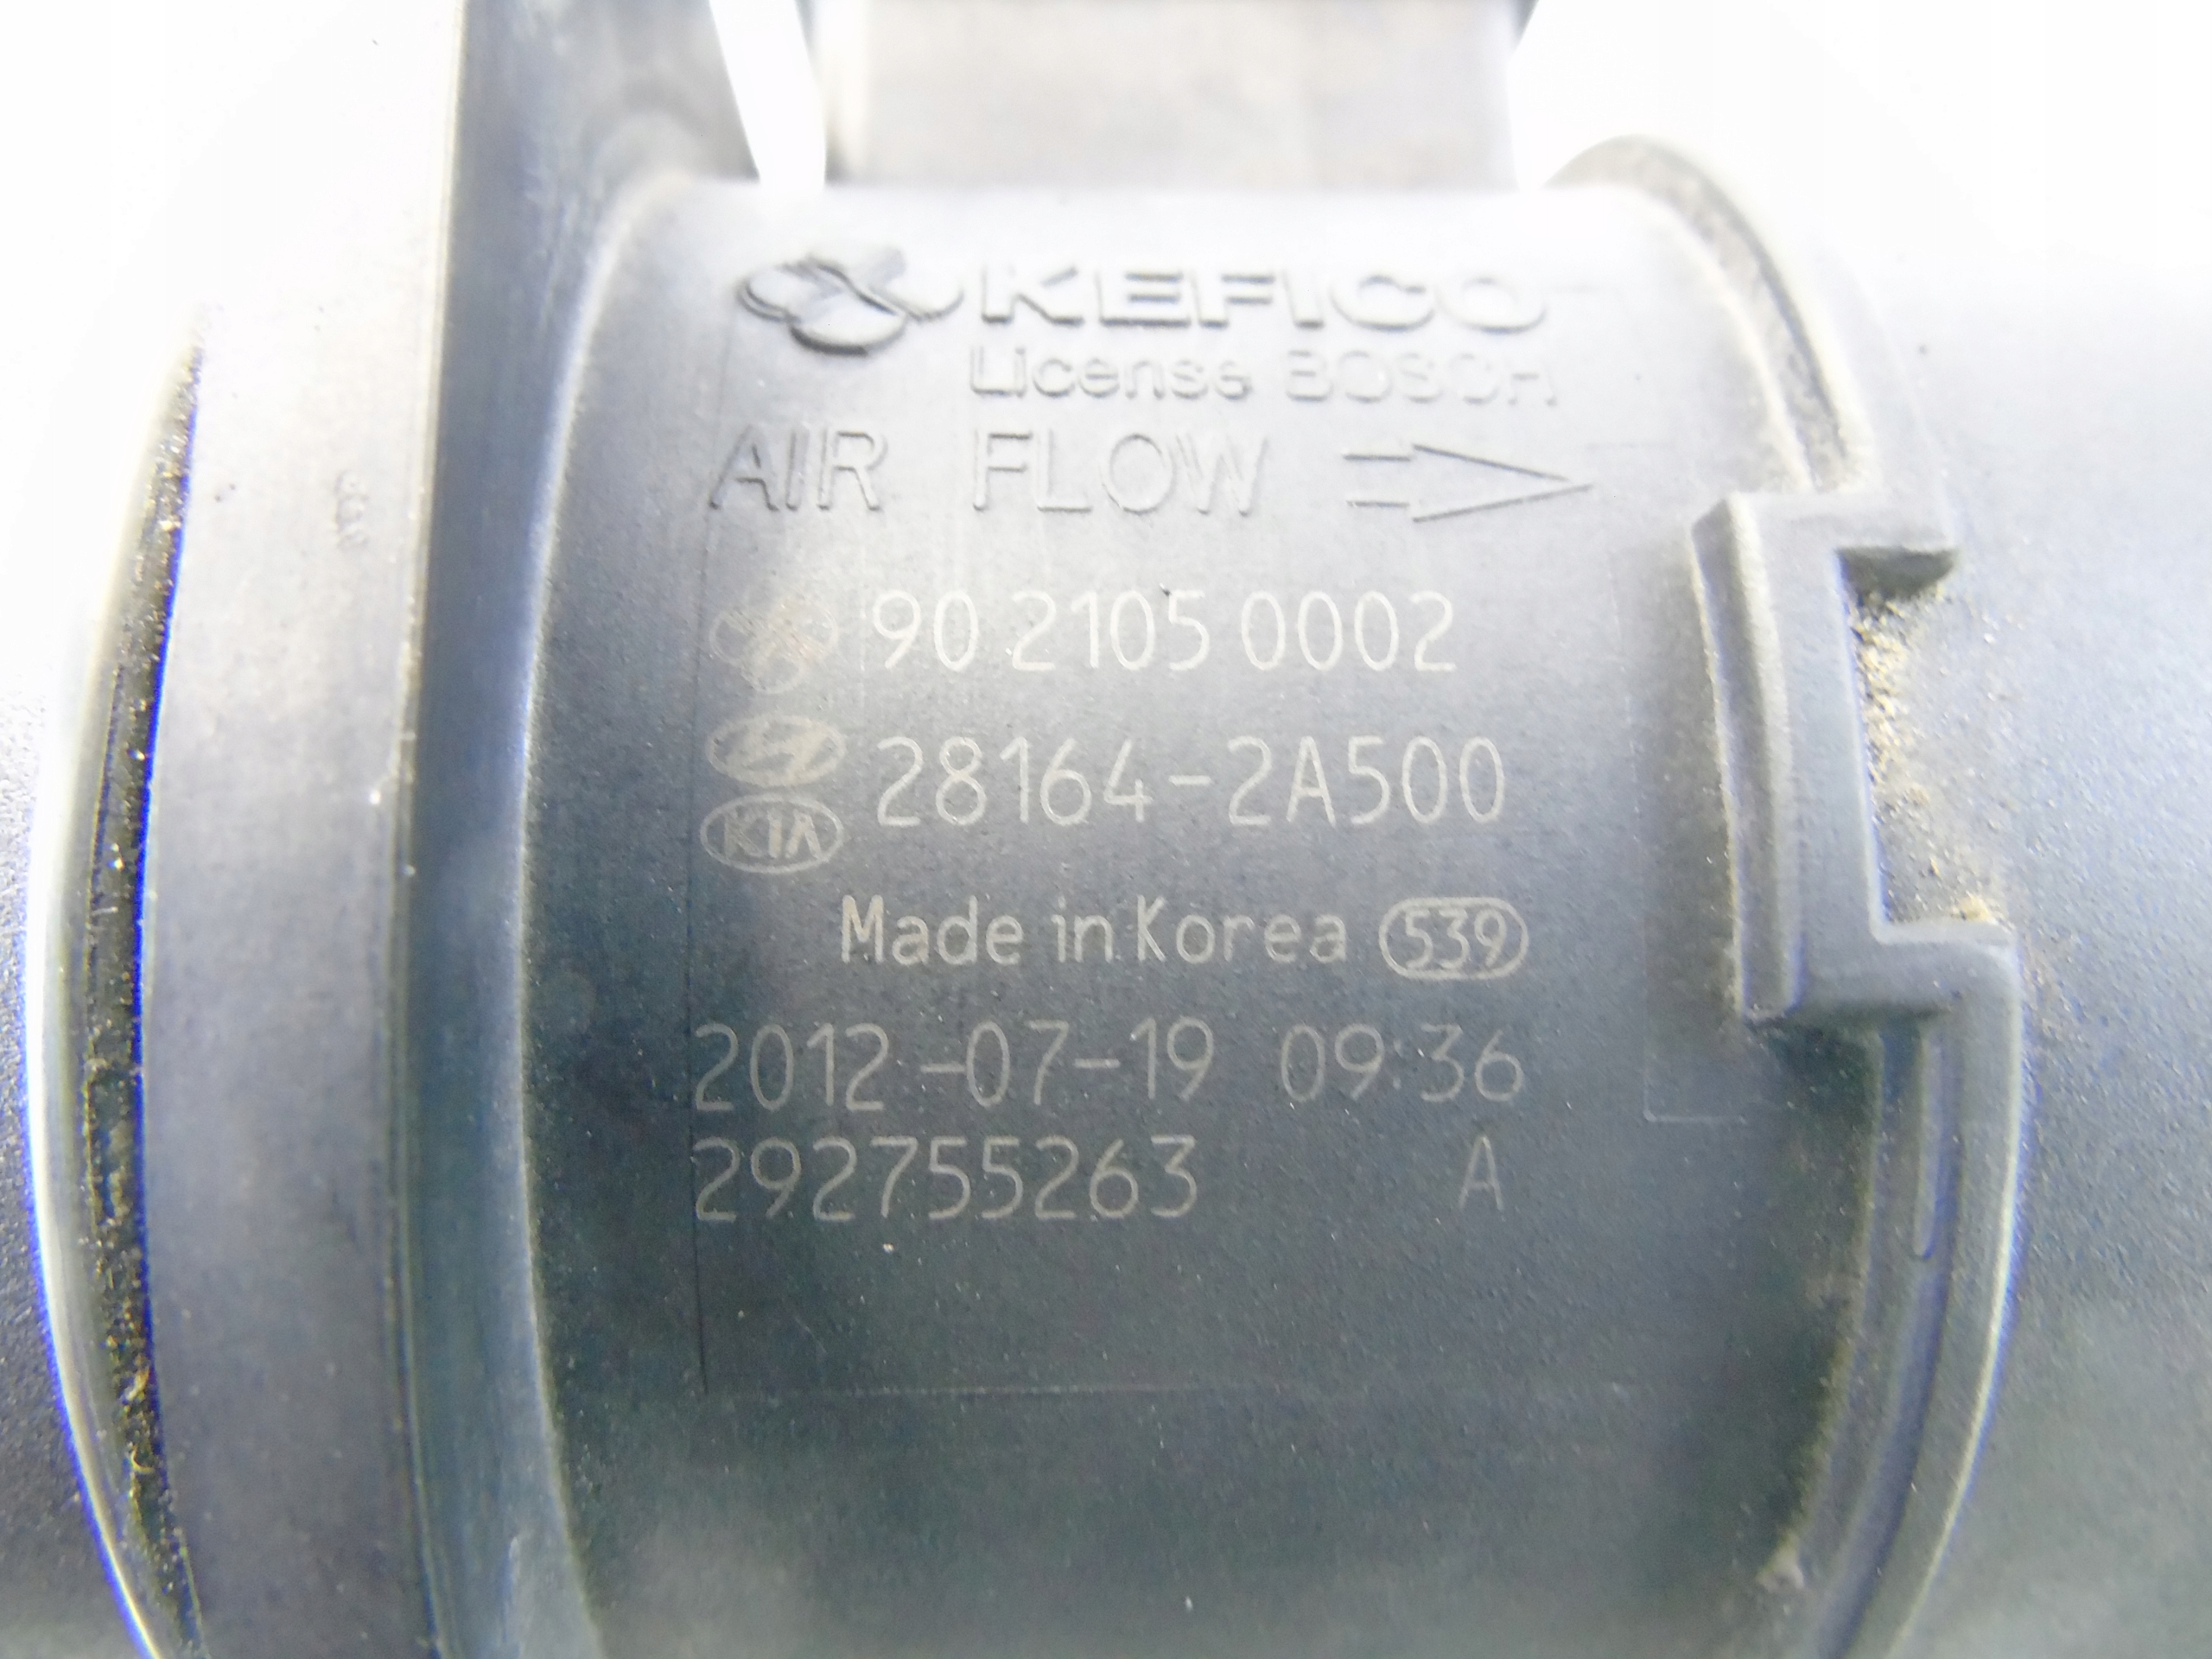 KEFICO
License BOSCH
AIR FLOW
90 2105 0002
28164-2A500
KIA
Made in Korea 539
2012-07-19 09:36
292755263 A